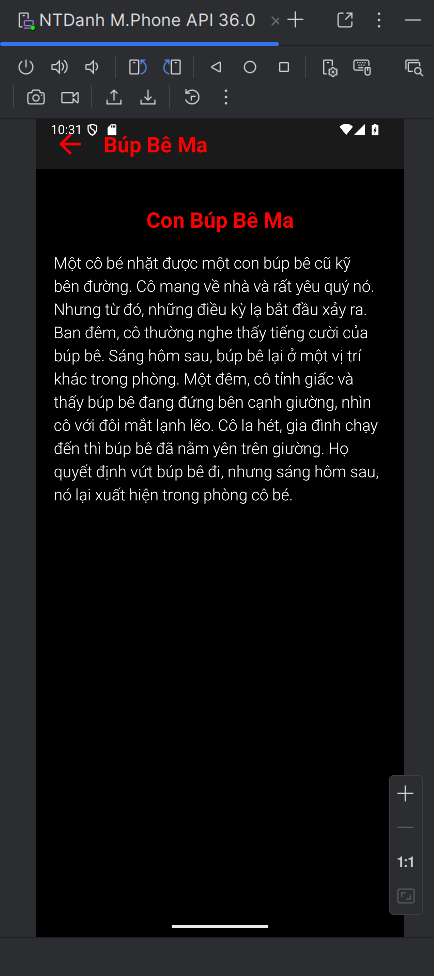 NTDanh M.Phone API 36.0
10:31
Búp Bê Ma
Con Búp Bê Ma
Một cô bé nhặt được một con búp bê cũ kỹ
bên đường. Cô mang về nhà và rất yêu quý nó.
Nhưng từ đó, những điều kỳ lạ bắt đầu xảy ra.
Ban đêm, cô thường nghe thấy tiếng cười của
búp bê. Sáng hôm sau, búp bê lại ở một vị trí
khác trong phòng. Một đêm, cô tỉnh giấc và
thấy búp bê đang đứng bên cạnh giường, nhìn
cô với đôi mắt lạnh lẽo. Cô la hét, gia đình chạy
đến thì búp bê đã nằm yên trên giường. Họ
quyết định vứt búp bê đi, nhưng sáng hôm sau,
nó lại xuất hiện trong phòng cô bé.
1:1